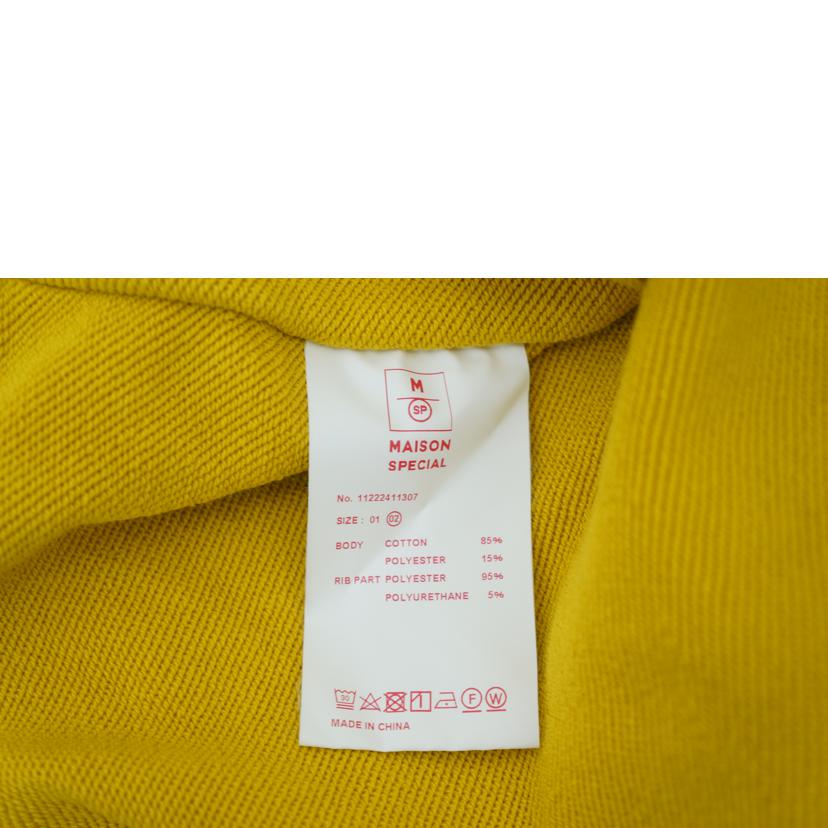 M
SP
MAISON
SPECIAL
No. 11222411307
SIZE : 01 02
BODY COTTON 85%
POLYESTER 15%
RIB PART POLYESTER 95%
POLYURETHANE 5%
30 F W
MADE IN CHINA